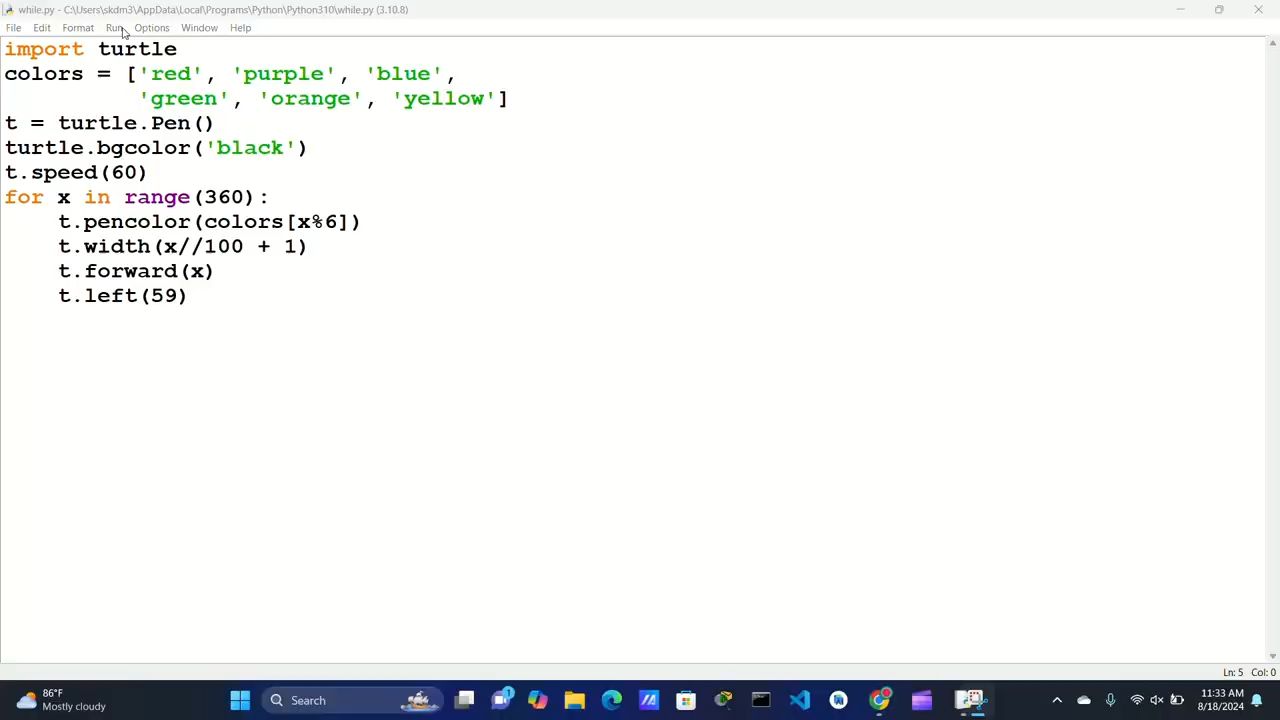 while.py - C:\Users\skdm3\AppData\Local\Programs\Python\Python310\while.py (3.10.8)
File Edit Format Run Options Window Help
import turtle
colors = ['red', 'purple', 'blue',
          'green', 'orange', 'yellow']
t = turtle.Pen()
turtle.bgcolor('black')
t.speed(60)
for x in range(360):
    t.pencolor(colors[x%6])
    t.width(x//100 + 1)
    t.forward(x)
    t.left(59)
Ln: 5 Col: 0
86°F
Mostly cloudy
Search
1
11:33 AM
8/18/2024